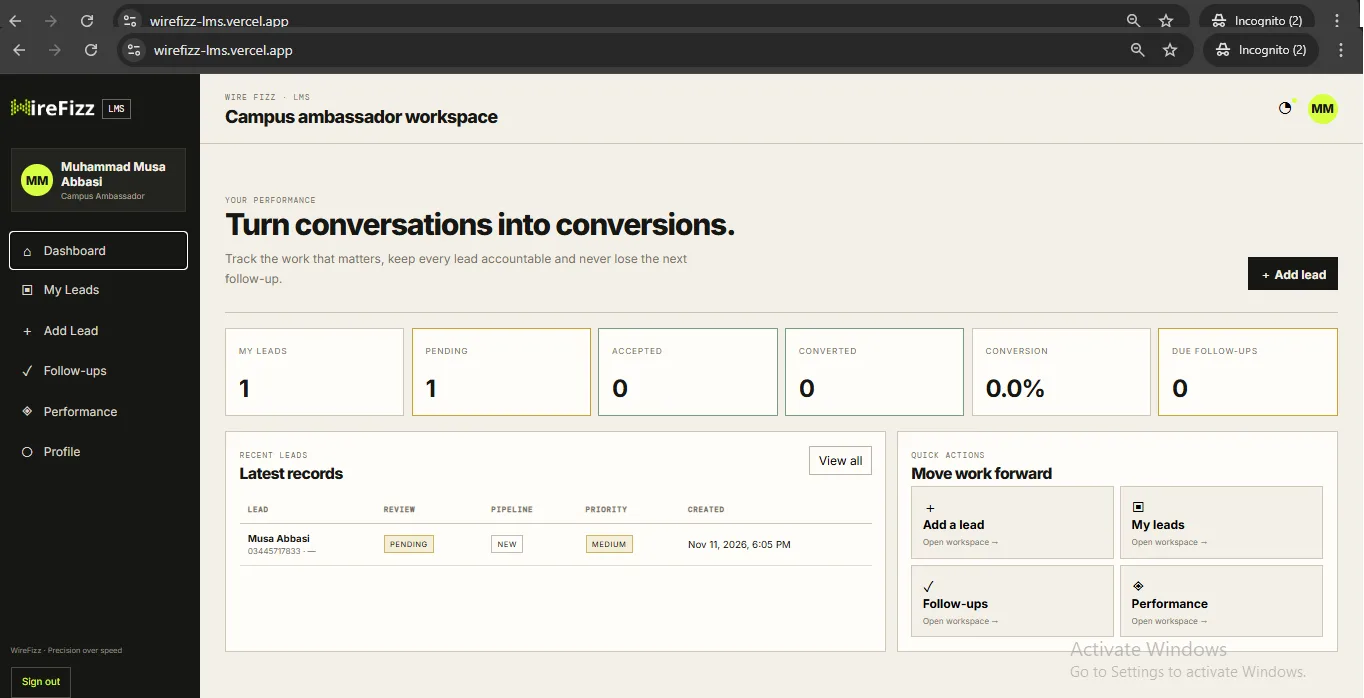 wirefizz-lms.vercel.app
Incognito (2)
wirefizz-lms.vercel.app
Incognito (2)
WireFizz LMS
WIRE FIZZ · LMS
Campus ambassador workspace
MM
MM
Muhammad Musa
Abbasi
Campus Ambassador
Dashboard
My Leads
+ Add Lead
Follow-ups
Performance
Profile
WireFizz · Precision over speed
Sign out
YOUR PERFORMANCE
Turn conversations into conversions.
Track the work that matters, keep every lead accountable and never lose the next
follow-up.
+ Add lead
MY LEADS
1
PENDING
1
ACCEPTED
0
CONVERTED
0
CONVERSION
0.0%
DUE FOLLOW-UPS
0
RECENT LEADS
Latest records
View all
LEAD REVIEW PIPELINE PRIORITY CREATED
Musa Abbasi PENDING NEW MEDIUM Nov 11, 2026, 6:05 PM
03445717833 · —
QUICK ACTIONS
Move work forward
+
Add a lead
Open workspace →
My leads
Open workspace →
✓
Follow-ups
Open workspace →
Performance
Open workspace →
Activate Windows
Go to Settings to activate Windows.